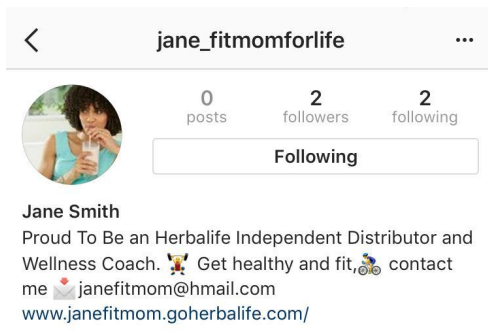 jane_fitmomforlife
0 2 2
posts followers following
Following
Jane Smith
Proud To Be an Herbalife Independent Distributor and
Wellness Coach. 🏋️ Get healthy and fit,🚴 contact
me 📩janefitmom@hmail.com
www.janefitmom.goherbalife.com/